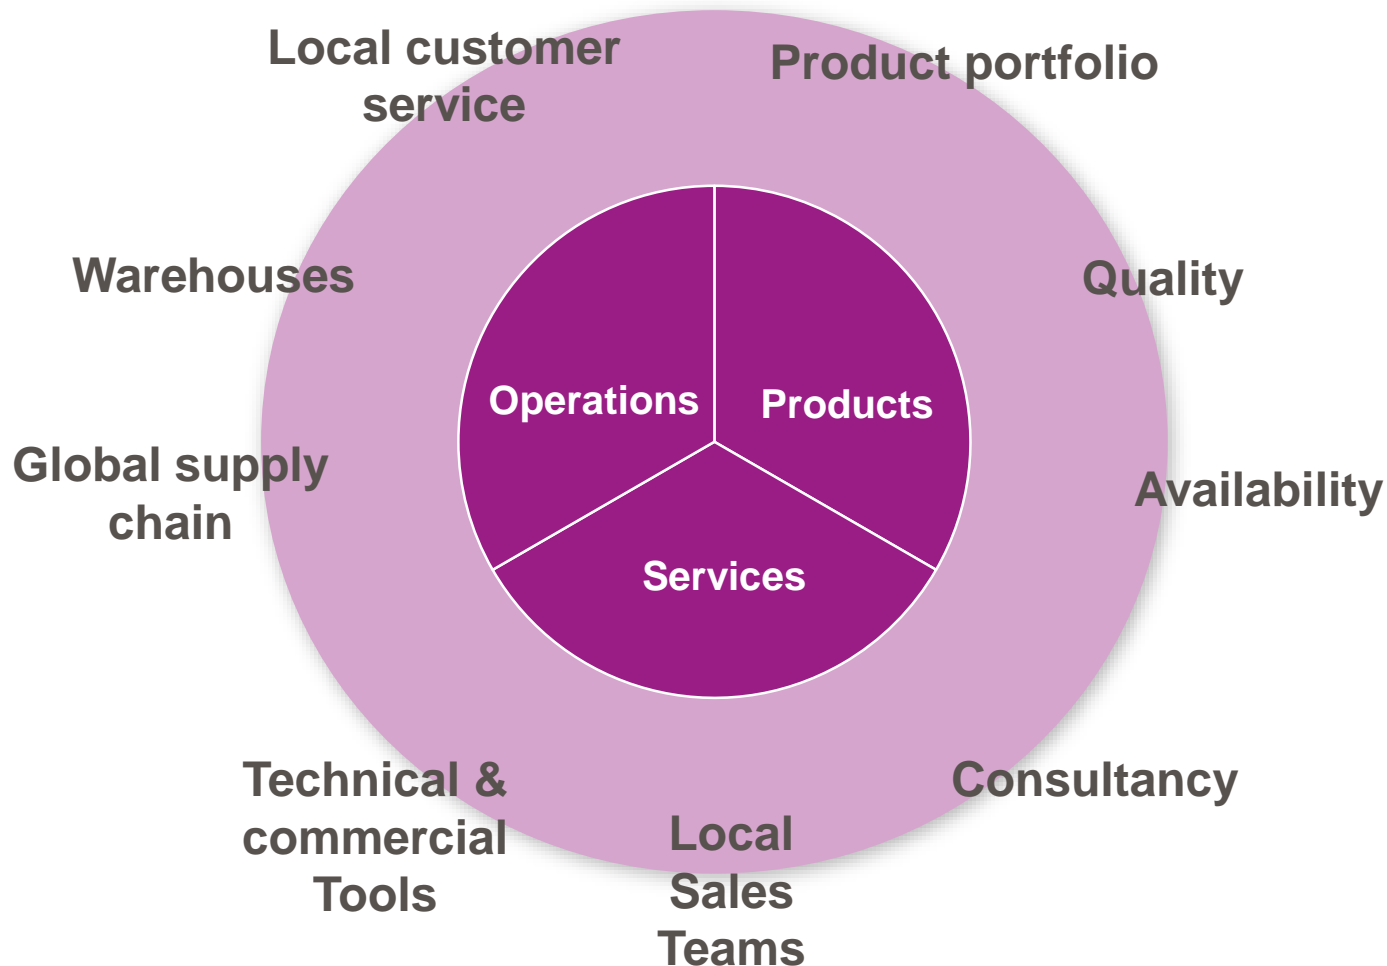 Local customer
service
Product portfolio
Warehouses
Quality
Operations
Products
Global supply
chain
Availability
Services
Technical &
commercial
Tools
Consultancy
Local
Sales
Teams